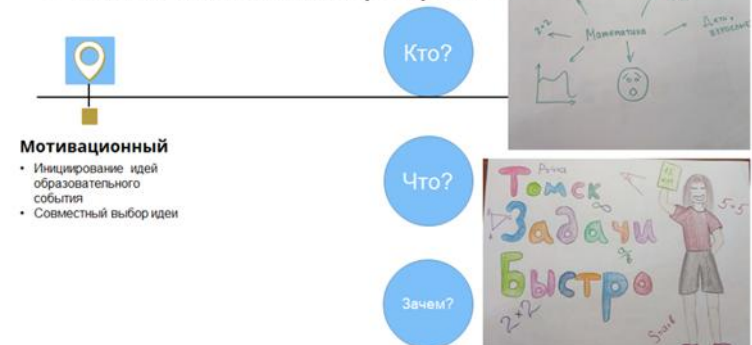 Кто?
Мотивационный
• Инициирование идей
образовательного
события
• Совместный выбор идеи
Что?
Зачем?
2×2
Математика
Дети,
взрослые
Томск
Задачи
Быстро
5+5
2×2